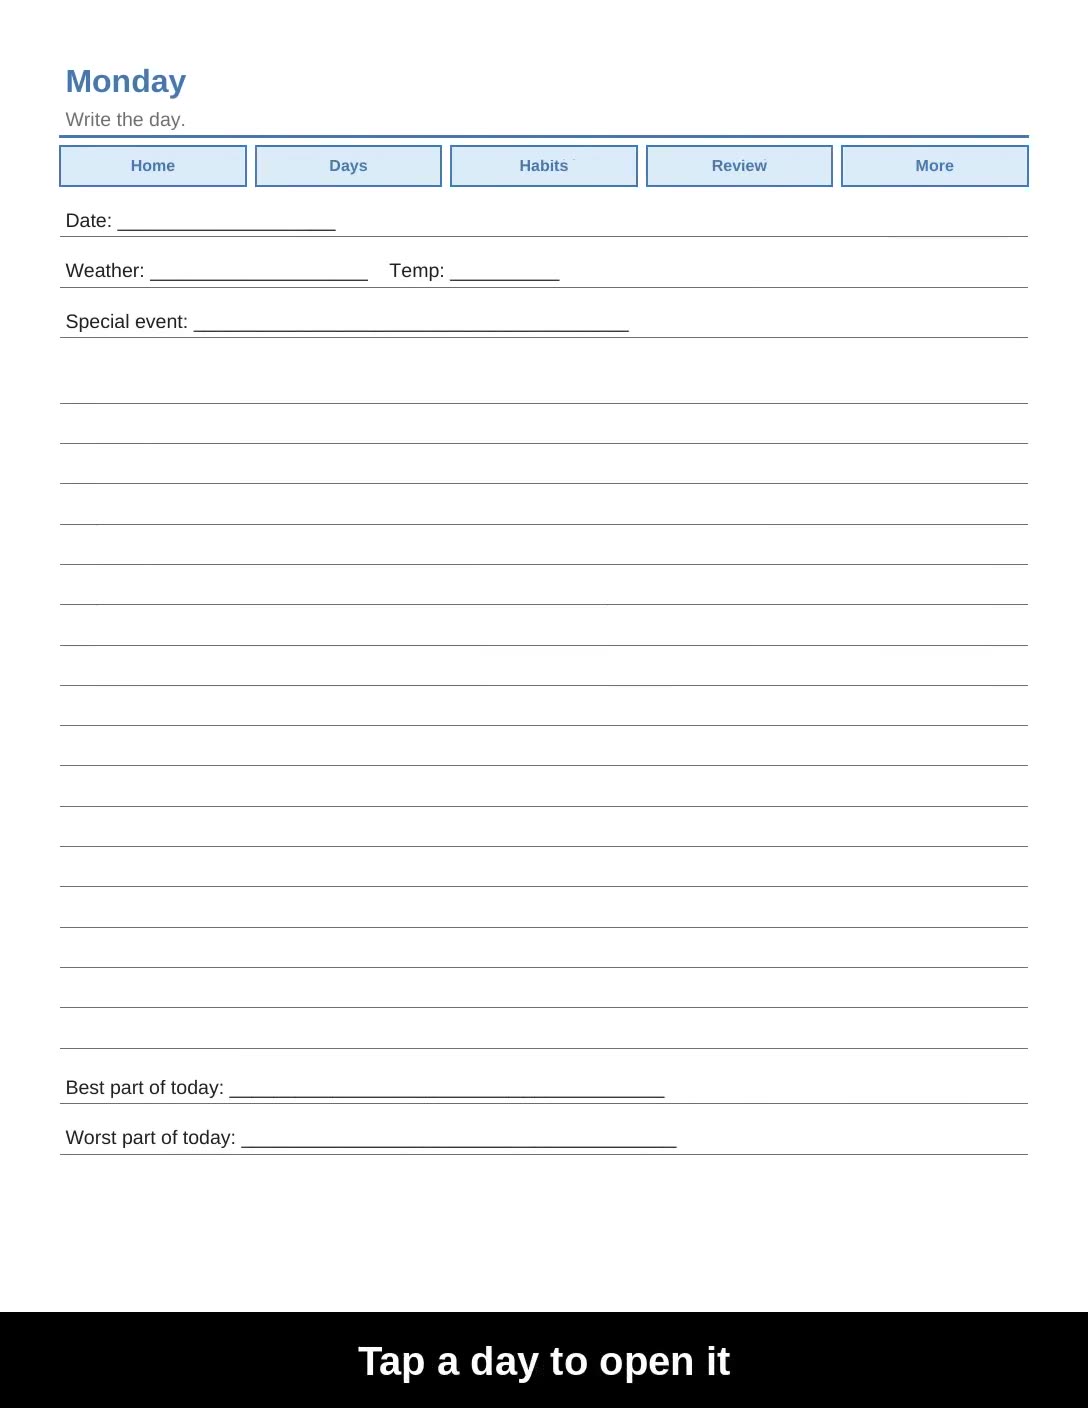 Monday
Write the day.
Home Days Habits Review More
Date: ____________________
Weather: ____________________ Temp: __________
Special event: ________________________________________
Best part of today: ________________________________________
Worst part of today: ________________________________________
Tap a day to open it